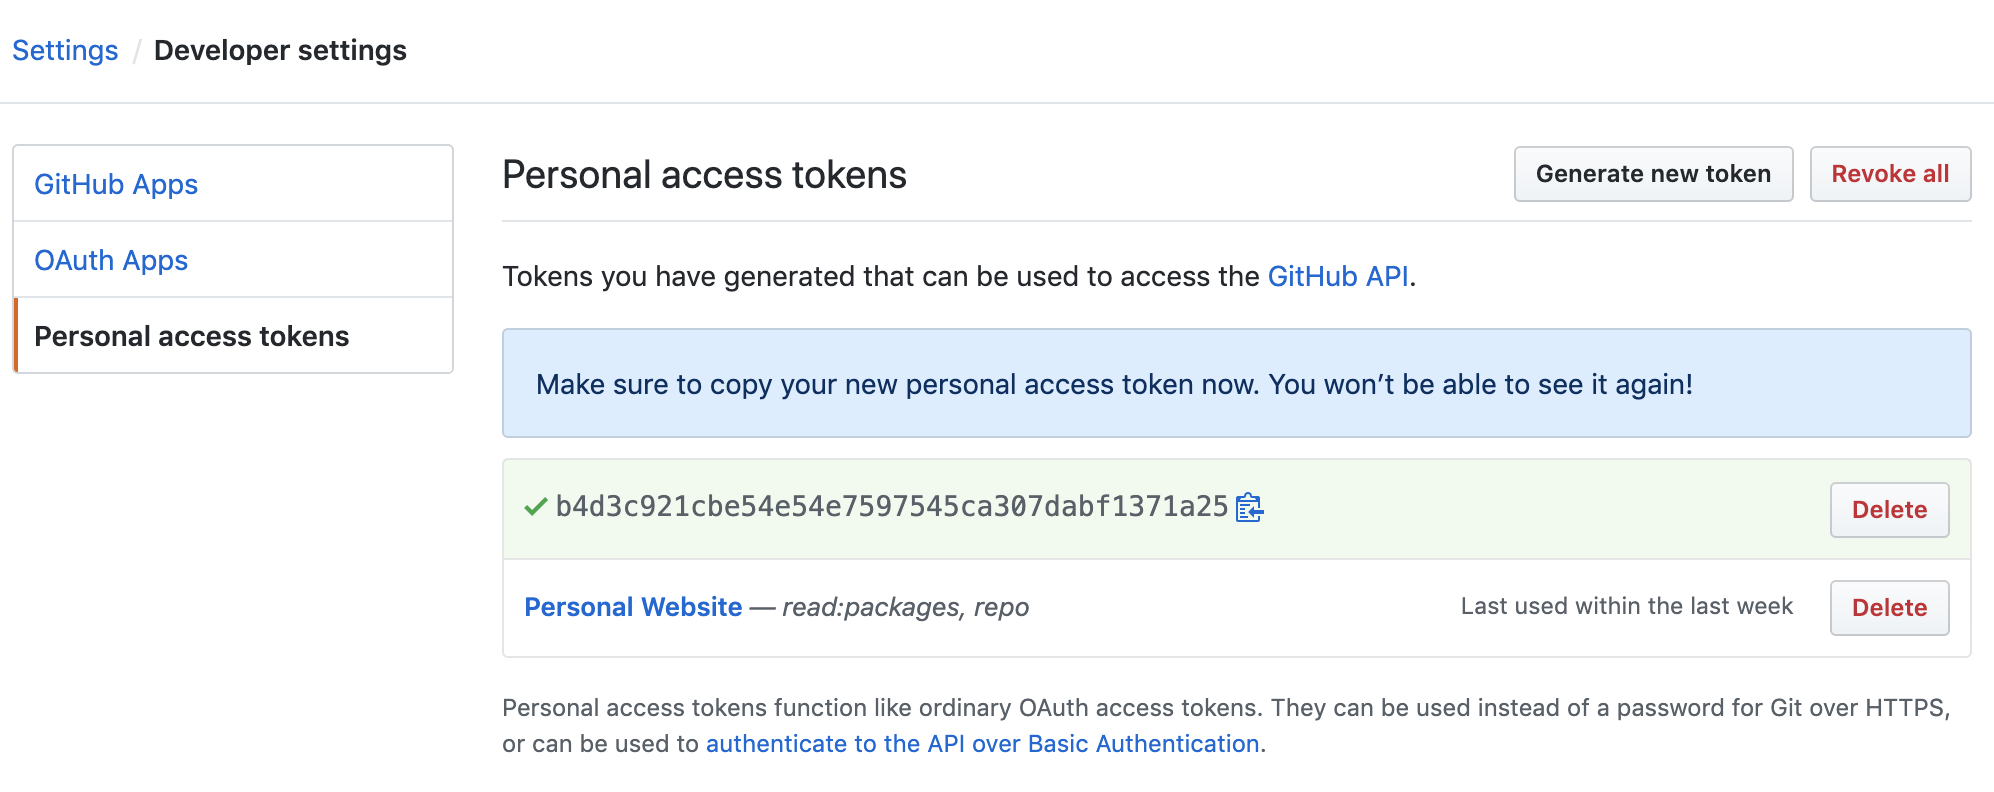 Settings / Developer settings
GitHub Apps
OAuth Apps
Personal access tokens
Personal access tokens
Generate new token
Revoke all
Tokens you have generated that can be used to access the GitHub API.
Make sure to copy your new personal access token now. You won’t be able to see it again!
b4d3c921cbe54e54e7597545ca307dabf1371a25
Delete
Personal Website — read:packages, repo
Last used within the last week
Delete
Personal access tokens function like ordinary OAuth access tokens. They can be used instead of a password for Git over HTTPS,
or can be used to authenticate to the API over Basic Authentication.